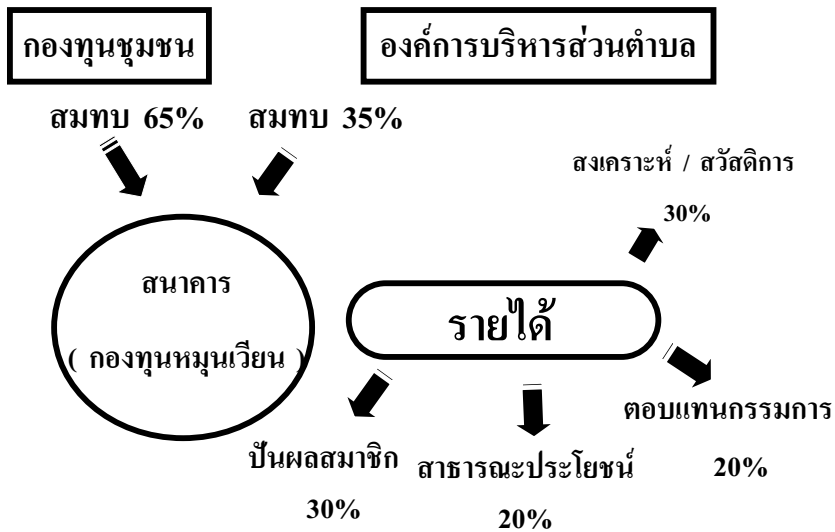 กองทุนชุมชน
องค์การบริหารส่วนตำบล
สมทบ 65%
สมทบ 35%
สงเคราะห์ / สวัสดิการ
30%
สนาคาร
( กองทุนหมุนเวียน )
รายได้
ตอบแทนกรรมการ
20%
ปันผลสมาชิก
30%
สาธารณะประโยชน์
20%